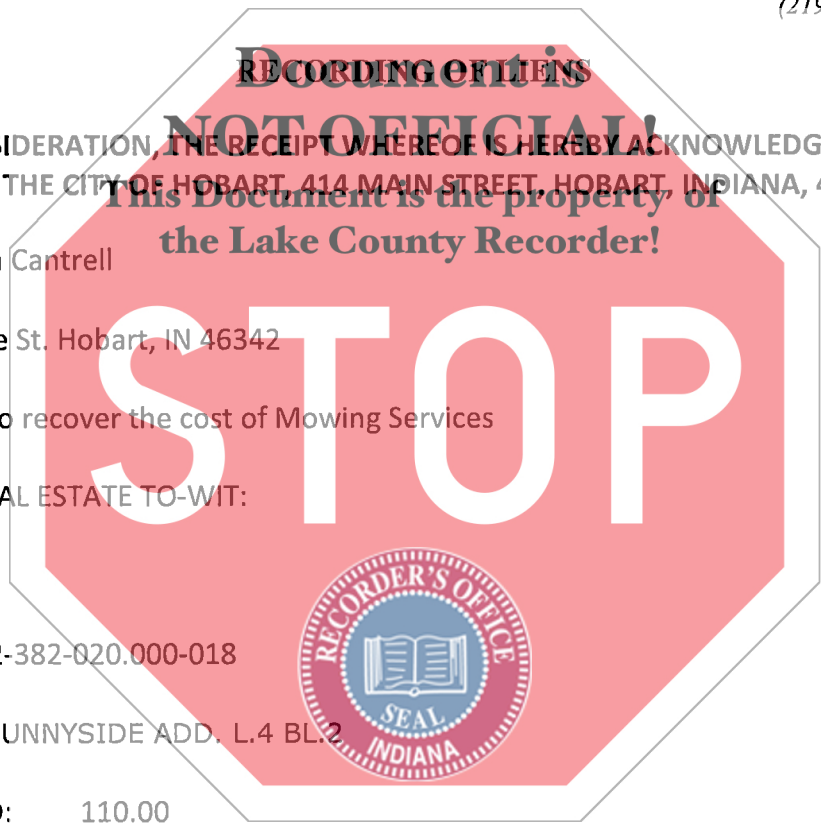 (219
Document is
RECORDING OF LIENS
NOT OFFICIAL!
SIDERATION, THE RECEIPT WHEREOF IS HEREBY ACKNOWLEDG
THE CITY OF HOBART, 414 MAIN STREET, HOBART, INDIANA, 4
This Document is the property of
the Lake County Recorder!
Cantrell
e St. Hobart, IN 46342
o recover the cost of Mowing Services
STOP
AL ESTATE TO-WIT:
RECORDER'S OFFICE
-382-020.000-018
SEAL
INDIANA
UNNYSIDE ADD. L.4 BL.2
: 110.00